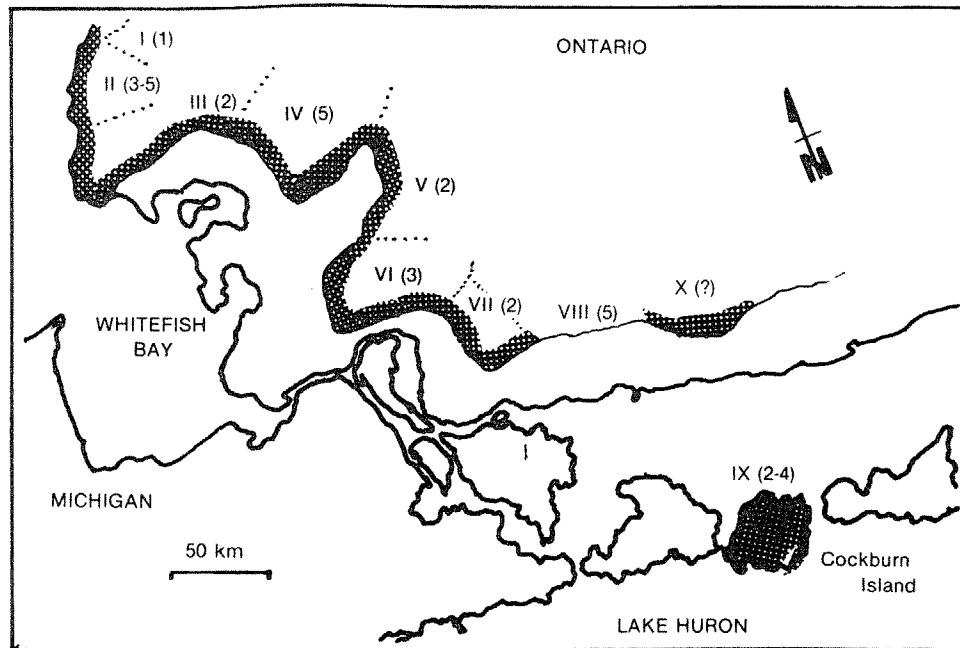 I (1)
ONTARIO
II (3-5)
III (2)
IV (5)
V (2)
VI (3)
X (?)
VII (2)
VIII (5)
WHITEFISH
BAY
IX (2-4)
MICHIGAN
50 km
Cockburn
Island
LAKE HURON
N